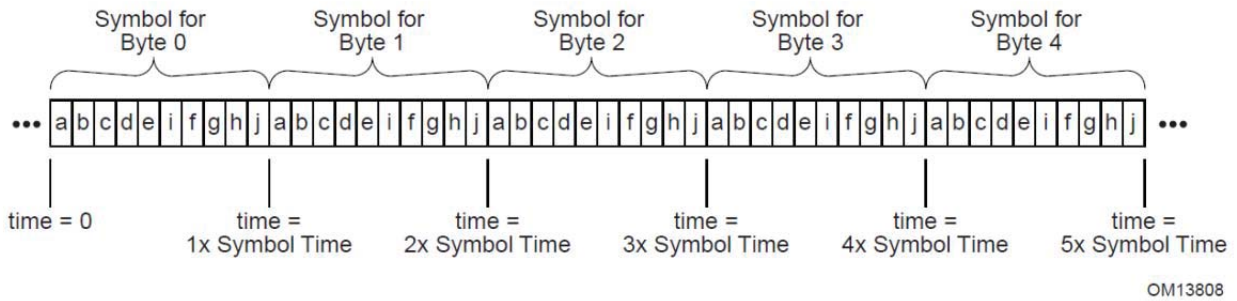 Symbol for Symbol for Symbol for Symbol for Symbol for
Byte 0 Byte 1 Byte 2 Byte 3 Byte 4
••• a b c d e i f g h j a b c d e i f g h j a b c d e i f g h j a b c d e i f g h j a b c d e i f g h j •••
time = 0 time = time = time = time = time =
1x Symbol Time 2x Symbol Time 3x Symbol Time 4x Symbol Time 5x Symbol Time
OM13808